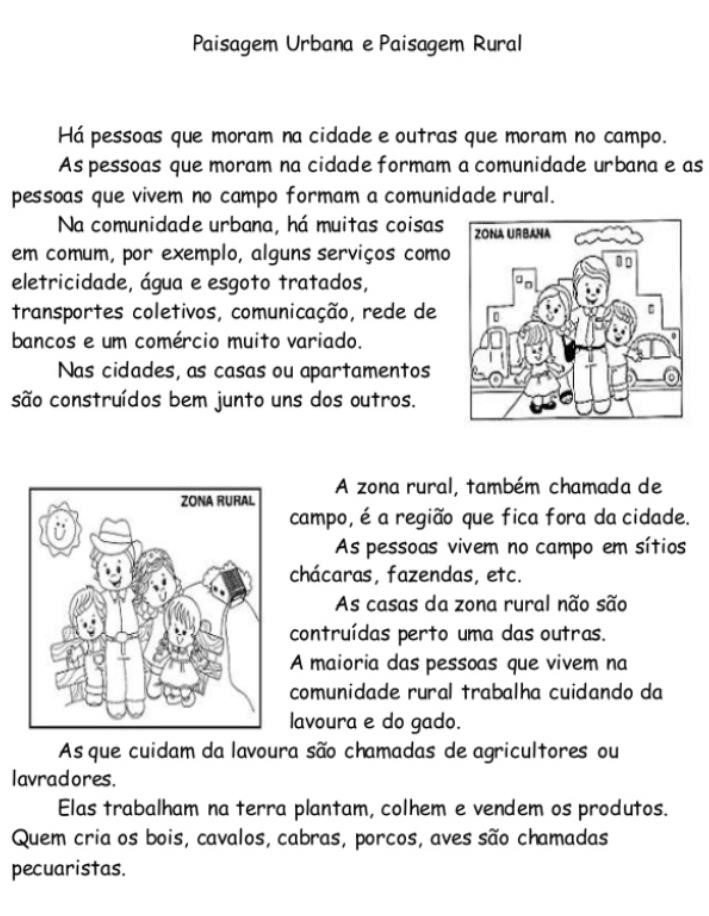 Paisagem Urbana e Paisagem Rural
Há pessoas que moram na cidade e outras que moram no campo.
As pessoas que moram na cidade formam a comunidade urbana e as
pessoas que vivem no campo formam a comunidade rural.
Na comunidade urbana, há muitas coisas
em comum, por exemplo, alguns serviços como
eletricidade, água e esgoto tratados,
transportes coletivos, comunicação, rede de
bancos e um comércio muito variado.
Nas cidades, as casas ou apartamentos
são construídos bem junto uns dos outros.
ZONA URBANA
ZONA RURAL
A zona rural, também chamada de
campo, é a região que fica fora da cidade.
As pessoas vivem no campo em sítios
chácaras, fazendas, etc.
As casas da zona rural não são
contruídas perto uma das outras.
A maioria das pessoas que vivem na
comunidade rural trabalha cuidando da
lavoura e do gado.
As que cuidam da lavoura são chamadas de agricultores ou
lavradores.
Elas trabalham na terra plantam, colhem e vendem os produtos.
Quem cria os bois, cavalos, cabras, porcos, aves são chamadas
pecuaristas.